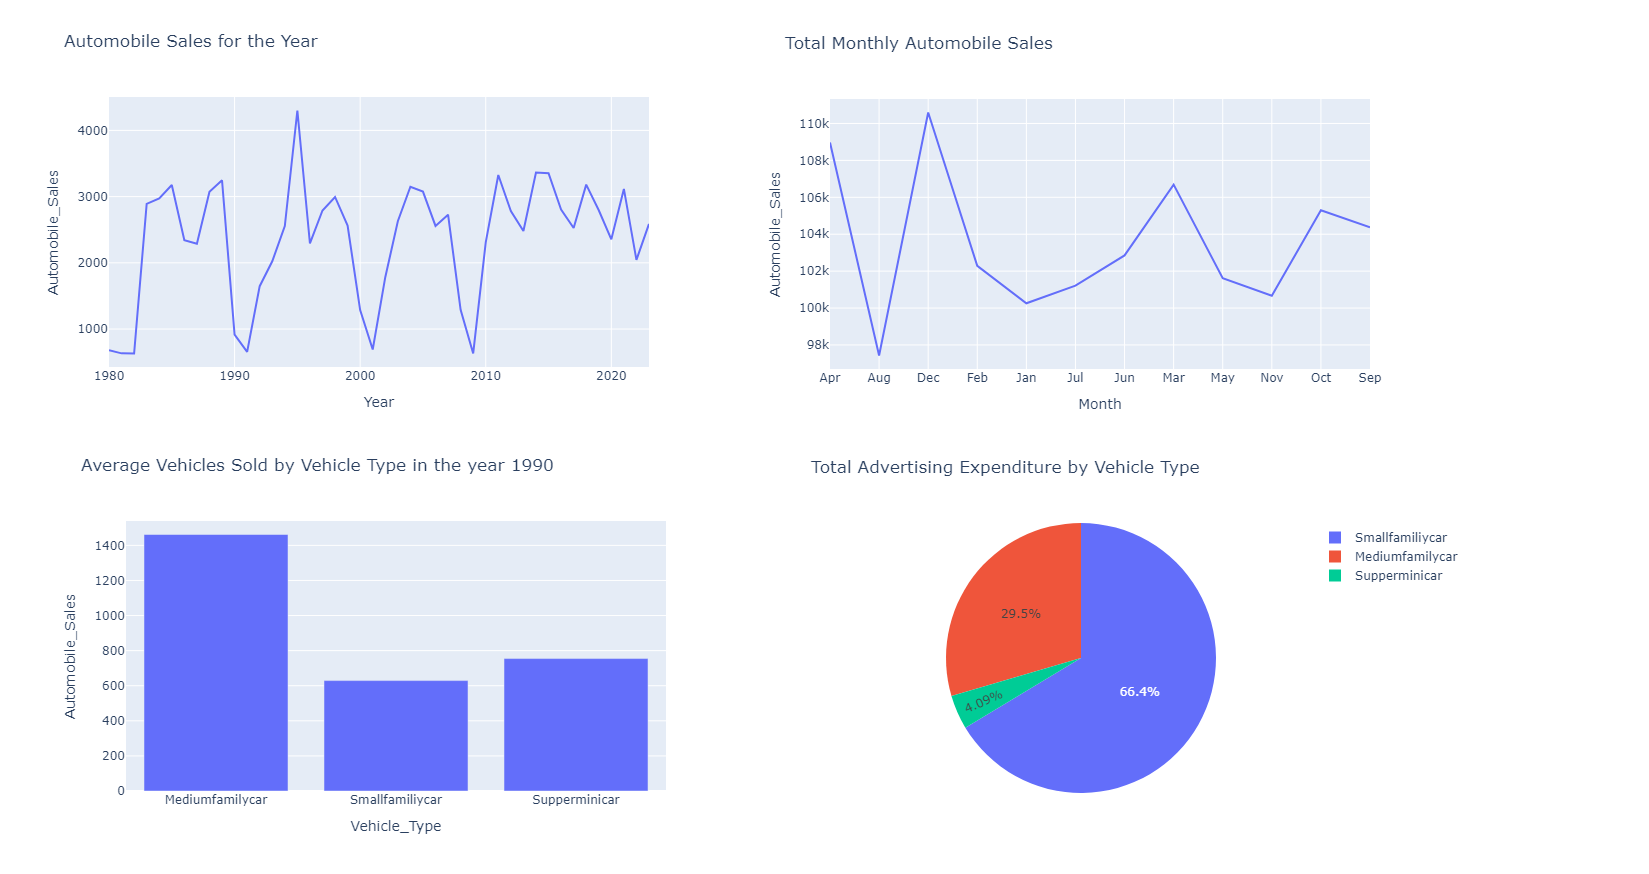 Automobile Sales for the Year
4000
3000
2000
1000
Automobile_Sales
1980 1990 2000 2010 2020
Year
Total Monthly Automobile Sales
110k
108k
106k
104k
102k
100k
98k
Automobile_Sales
Apr Aug Dec Feb Jan Jul Jun Mar May Nov Oct Sep
Month
Average Vehicles Sold by Vehicle Type in the year 1990
1400
1200
1000
800
600
400
200
0
Automobile_Sales
Mediumfamilycar Smallfamiliycar Supperminicar
Vehicle_Type
Total Advertising Expenditure by Vehicle Type
29.5%
4.09%
66.4%
Smallfamiliycar
Mediumfamilycar
Supperminicar